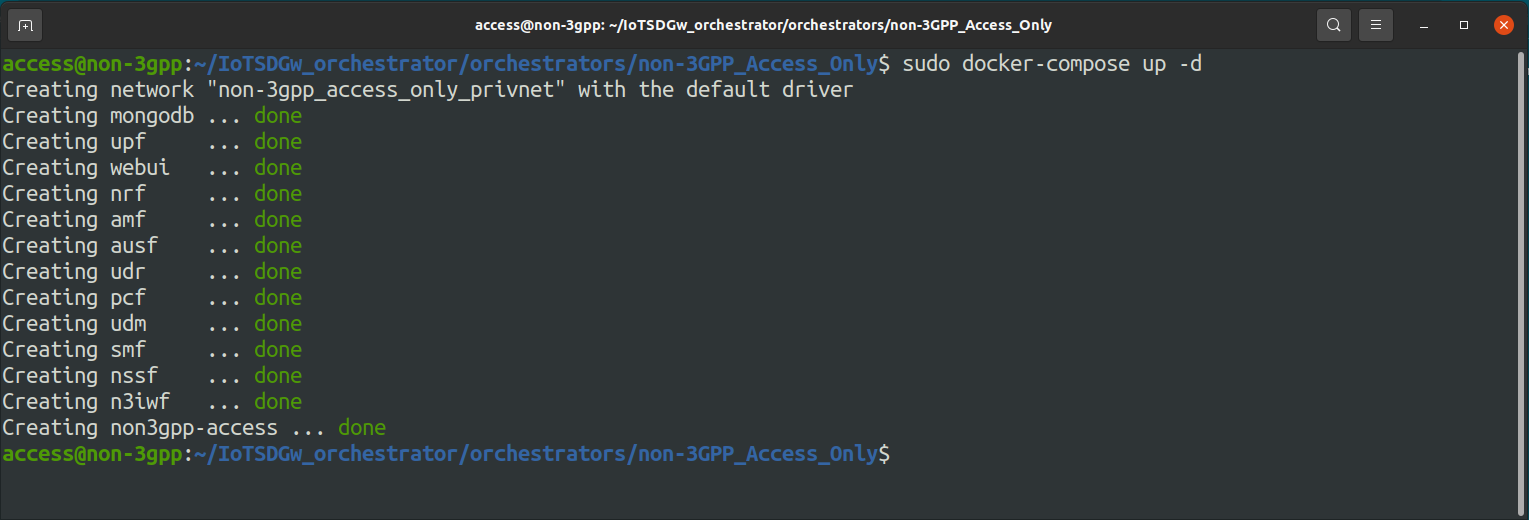 access@non-3gpp: ~/IoTSDGw_orchestrator/orchestrators/non-3GPP_Access_Only
access@non-3gpp:~/IoTSDGw_orchestrator/orchestrators/non-3GPP_Access_Only$ sudo docker-compose up -d
Creating network "non-3gpp_access_only_privnet" with the default driver
Creating mongodb ... done
Creating upf     ... done
Creating webui   ... done
Creating nrf     ... done
Creating amf     ... done
Creating ausf    ... done
Creating udr     ... done
Creating pcf     ... done
Creating udm     ... done
Creating smf     ... done
Creating nssf    ... done
Creating n3iwf   ... done
Creating non3gpp-access ... done
access@non-3gpp:~/IoTSDGw_orchestrator/orchestrators/non-3GPP_Access_Only$